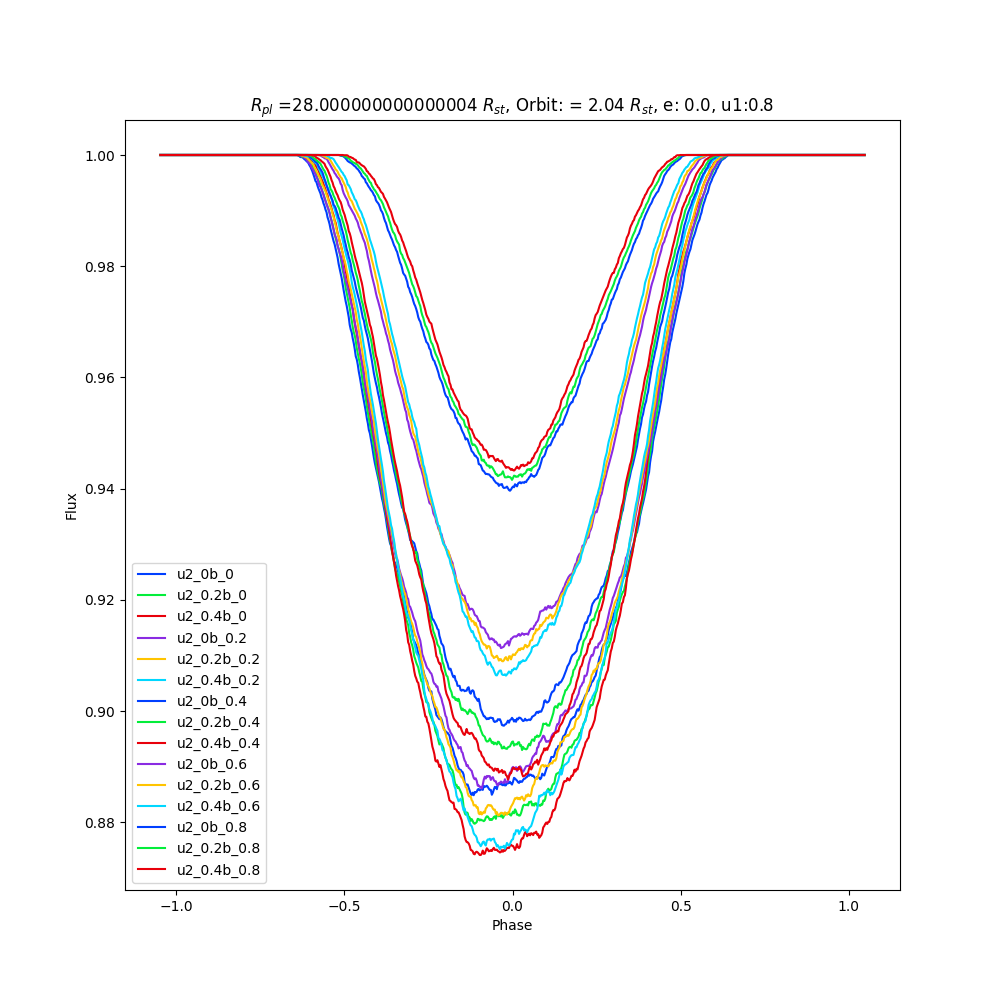 R_pl =28.000000000000004 R_st, Orbit: = 2.04 R_st, e: 0.0, u1:0.8
1.00
0.98
0.96
0.94
0.92
0.90
0.88
Flux
u2_0b_0
u2_0.2b_0
u2_0.4b_0
u2_0b_0.2
u2_0.2b_0.2
u2_0.4b_0.2
u2_0b_0.4
u2_0.2b_0.4
u2_0.4b_0.4
u2_0b_0.6
u2_0.2b_0.6
u2_0.4b_0.6
u2_0b_0.8
u2_0.2b_0.8
u2_0.4b_0.8
−1.0 −0.5 0.0 0.5 1.0
Phase